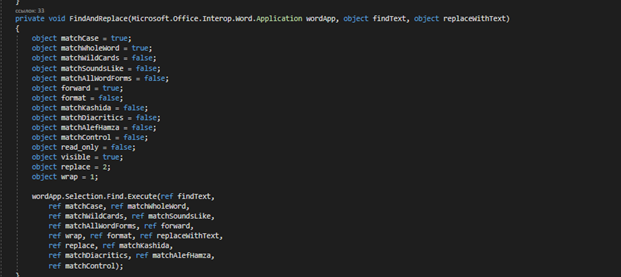 }
ссылок: 33
private void FindAndReplace(Microsoft.Office.Interop.Word.Application wordApp, object findText, object replaceWithText)
{
object matchCase = true;
object matchWholeWord = true;
object matchWildCards = false;
object matchSoundsLike = false;
object matchAllWordForms = false;
object forward = true;
object format = false;
object matchKashida = false;
object matchDiacritics = false;
object matchAlefHamza = false;
object matchControl = false;
object read_only = false;
object visible = true;
object replace = 2;
object wrap = 1;
wordApp.Selection.Find.Execute(ref findText,
ref matchCase, ref matchWholeWord,
ref matchWildCards, ref matchSoundsLike,
ref matchAllWordForms, ref forward,
ref wrap, ref format, ref replaceWithText,
ref replace, ref matchKashida,
ref matchDiacritics, ref matchAlefHamza,
ref matchControl);
}